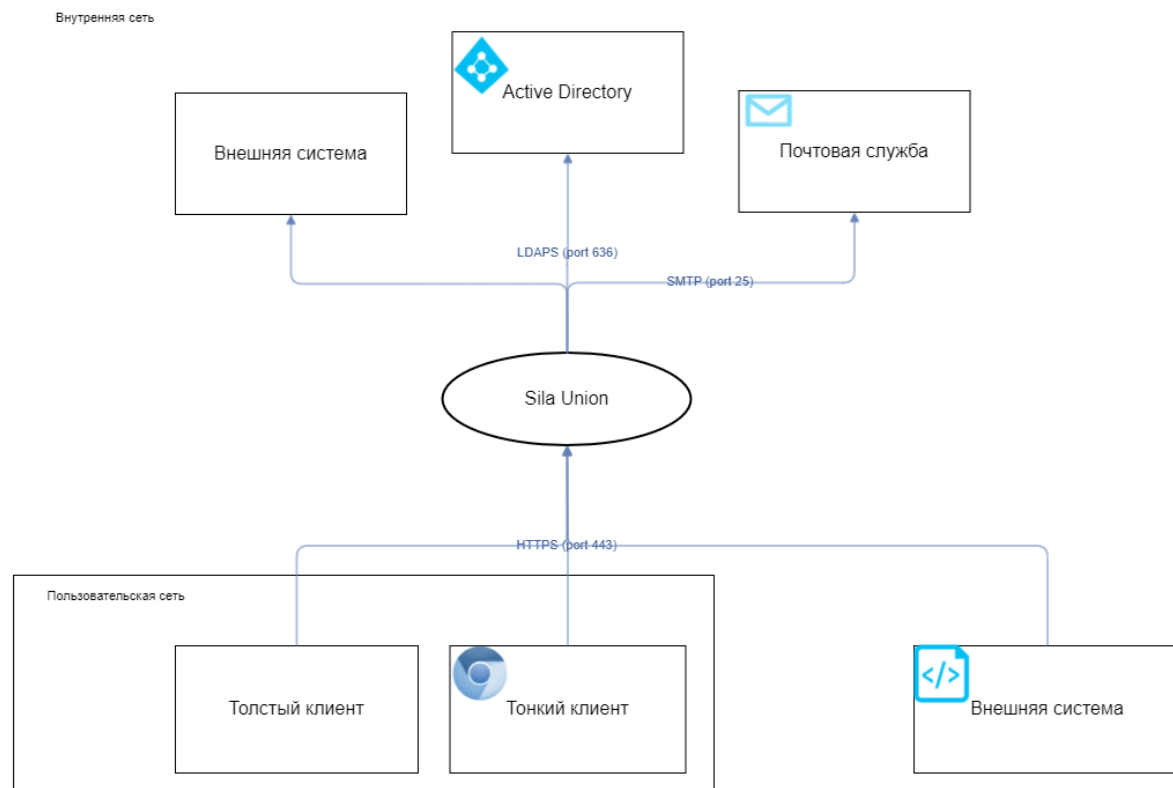 Внутренняя сеть
Active Directory
Внешняя система
Почтовая служба
LDAPS (port 636)
SMTP (port 25)
Sila Union
HTTPS (port 443)
Пользовательская сеть
Толстый клиент
Тонкий клиент
</>
Внешняя система